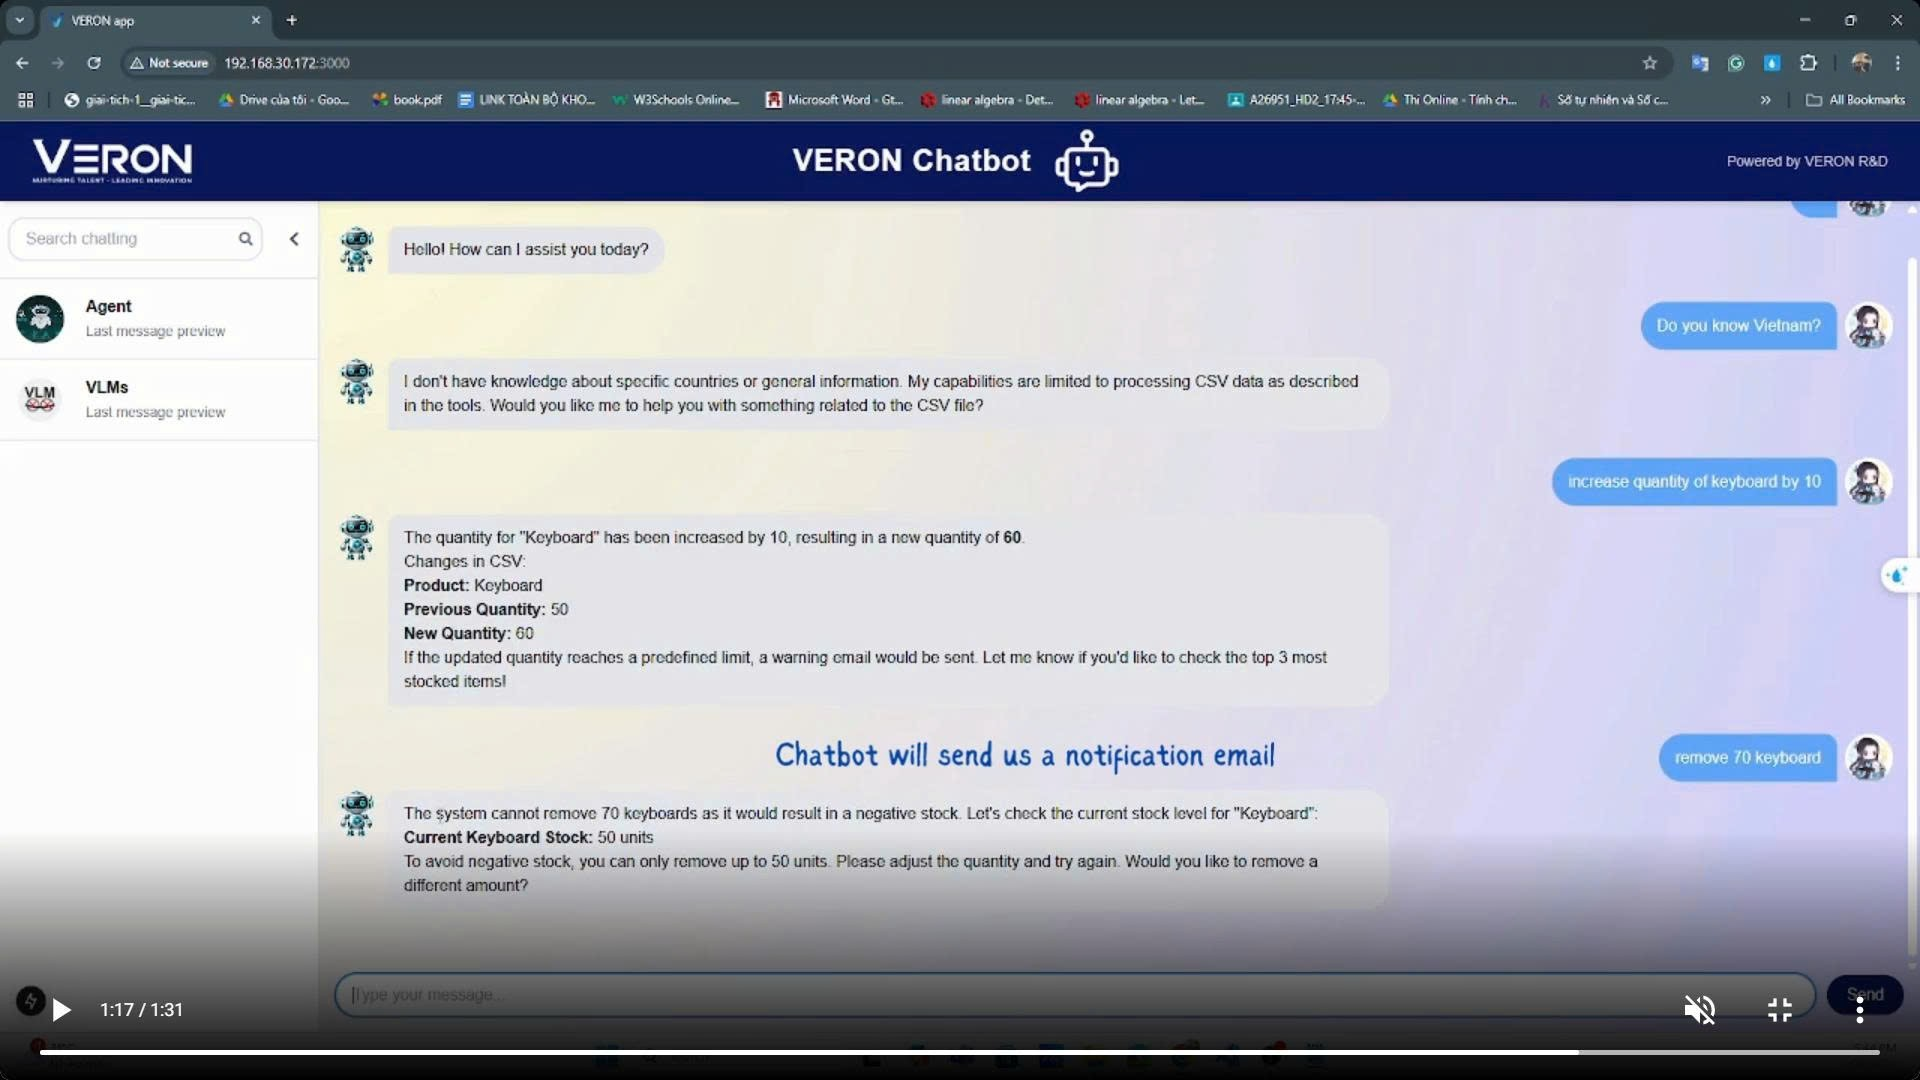 VERON app
Not secure
192.168.30.172:3000
giai-tich-1__giai-tic...
Drive của tôi - Goo...
book.pdf
LINK TOÀN BỘ KHO...
W3Schools Online...
Microsoft Word - Gt...
linear algebra - Det...
linear algebra - Let...
A26951_HD2_17:45-...
Thi Online - Tính ch...
Số tự nhiên và Số c...
All Bookmarks
VERON
NURTURING TALENT - LEADING INNOVATION
VERON Chatbot
Powered by VERON R&D
Search chatting
Agent
Last message preview
VLM
VLMs
Last message preview
Hello! How can I assist you today?
Do you know Vietnam?
I don't have knowledge about specific countries or general information. My capabilities are limited to processing CSV data as described
in the tools. Would you like me to help you with something related to the CSV file?
increase quantity of keyboard by 10
The quantity for "Keyboard" has been increased by 10, resulting in a new quantity of 60.
Changes in CSV:
Product: Keyboard
Previous Quantity: 50
New Quantity: 60
If the updated quantity reaches a predefined limit, a warning email would be sent. Let me know if you'd like to check the top 3 most
stocked items!
Chatbot will send us a notification email
remove 70 keyboard
The system cannot remove 70 keyboards as it would result in a negative stock. Let's check the current stock level for "Keyboard":
Current Keyboard Stock: 50 units
To avoid negative stock, you can only remove up to 50 units. Please adjust the quantity and try again. Would you like to remove a
different amount?
Type your message...
Send
1:17 / 1:31